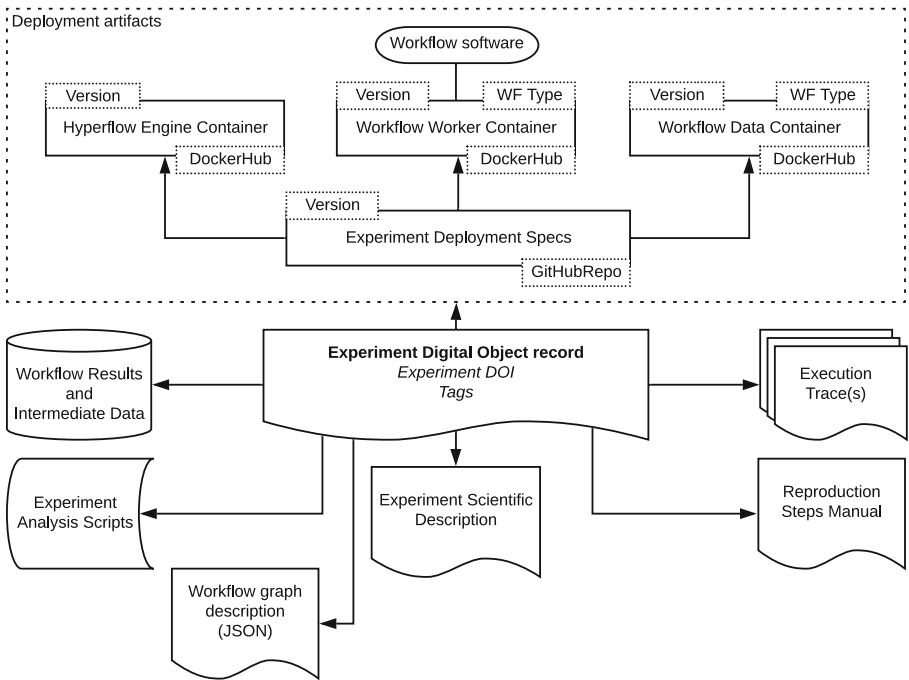 Deployment artifacts
Workflow software
Version
Hyperflow Engine Container
DockerHub
Version
WF Type
Workflow Worker Container
DockerHub
Version
WF Type
Workflow Data Container
DockerHub
Version
Experiment Deployment Specs
GitHubRepo
Experiment Digital Object record
Experiment DOI
Tags
Workflow Results
and
Intermediate Data
Execution
Trace(s)
Experiment
Analysis Scripts
Experiment Scientific
Description
Reproduction
Steps Manual
Workflow graph
description
(JSON)